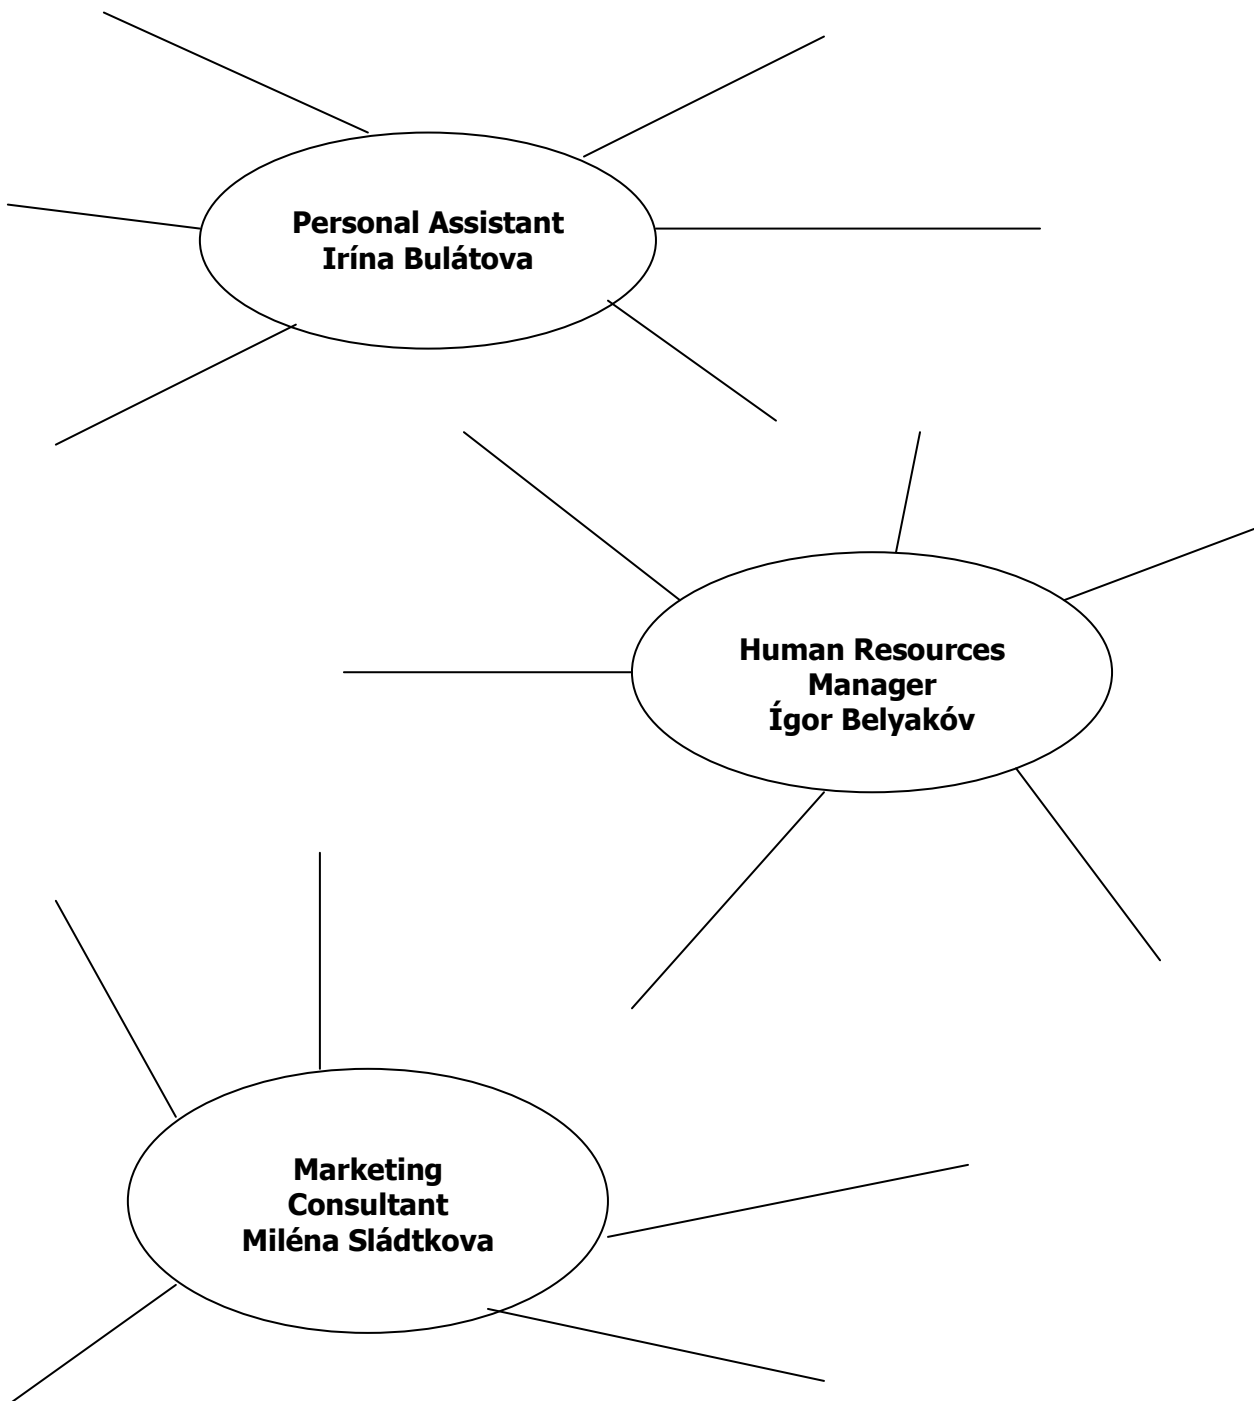 Personal Assistant
Irína Bulátova
Human Resources
Manager
Ígor Belyakóv
Marketing
Consultant
Miléna Sládtkova